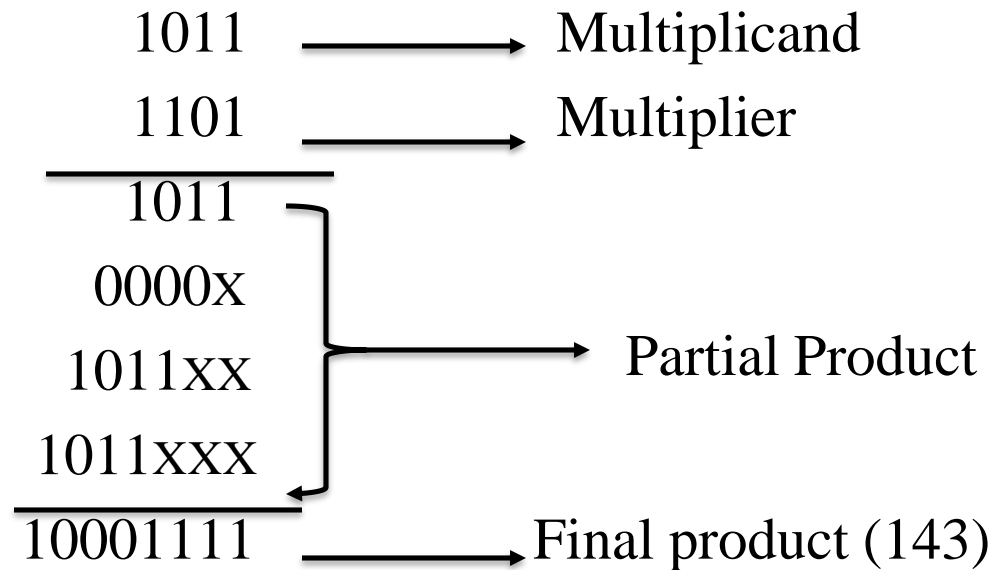 1011 Multiplicand
1101 Multiplier
1011
0000X
1011XX Partial Product
1011XXX
10001111 Final product (143)